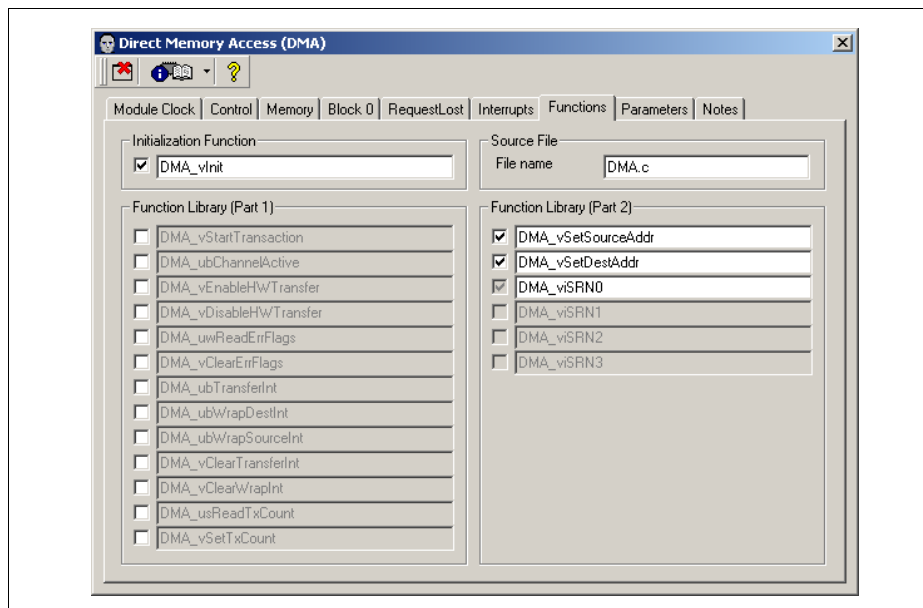 Direct Memory Access (DMA)
Module Clock Control Memory Block 0 RequestLost Interrupts Functions Parameters Notes
Initialization Function
DMA_vInit
Source File
File name DMA.c
Function Library (Part 1)
DMA_vStartTransaction
DMA_ubChannelActive
DMA_vEnableHWTransfer
DMA_vDisableHWTransfer
DMA_uwReadErrFlags
DMA_vClearErrFlags
DMA_ubTransferInt
DMA_ubWrapDestInt
DMA_ubWrapSourceInt
DMA_vClearTransferInt
DMA_vClearWrapInt
DMA_usReadTxCount
DMA_vSetTxCount
Function Library (Part 2)
DMA_vSetSourceAddr
DMA_vSetDestAddr
DMA_viSRN0
DMA_viSRN1
DMA_viSRN2
DMA_viSRN3